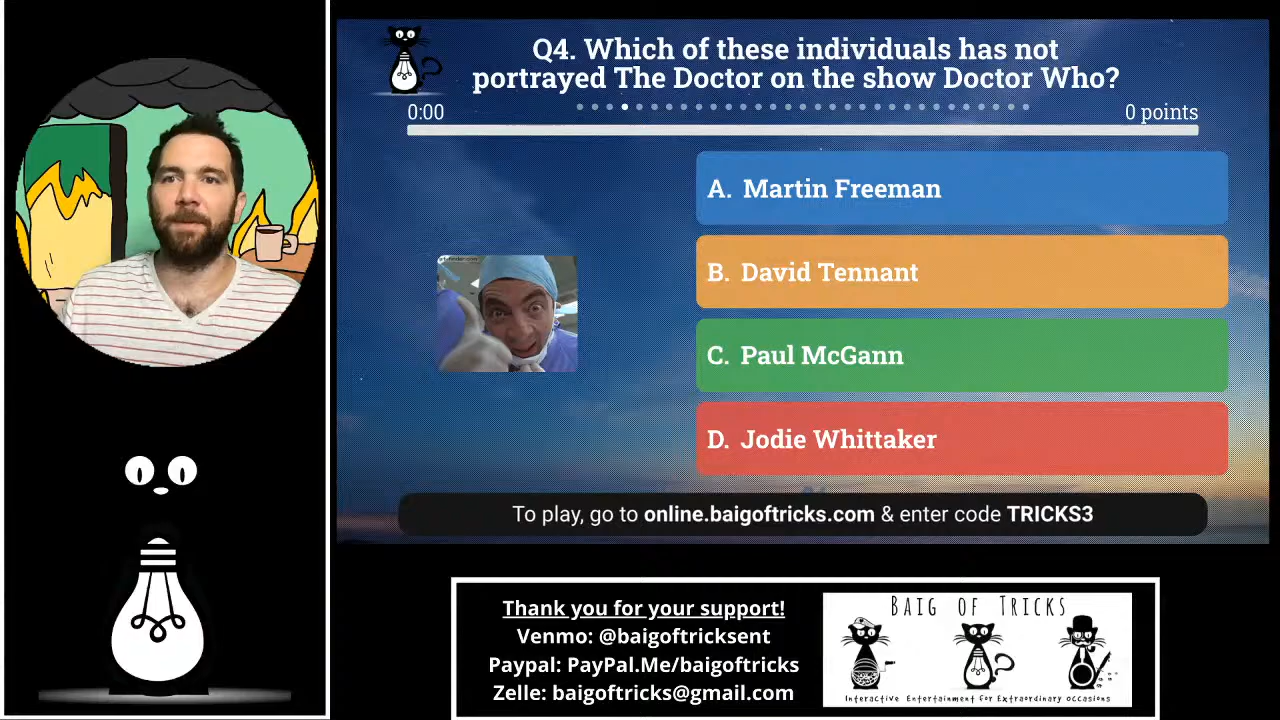 Q4. Which of these individuals has not
portrayed The Doctor on the show Doctor Who?
0:00
0 points
A. Martin Freeman
B. David Tennant
C. Paul McGann
D. Jodie Whittaker
To play, go to online.baigoftricks.com & enter code TRICKS3
Thank you for your support!
Venmo: @baigoftricksent
Paypal: PayPal.Me/baigoftricks
Zelle: baigoftricks@gmail.com
BAIG OF TRICKS
Interactive Entertainment for Extraordinary occasions